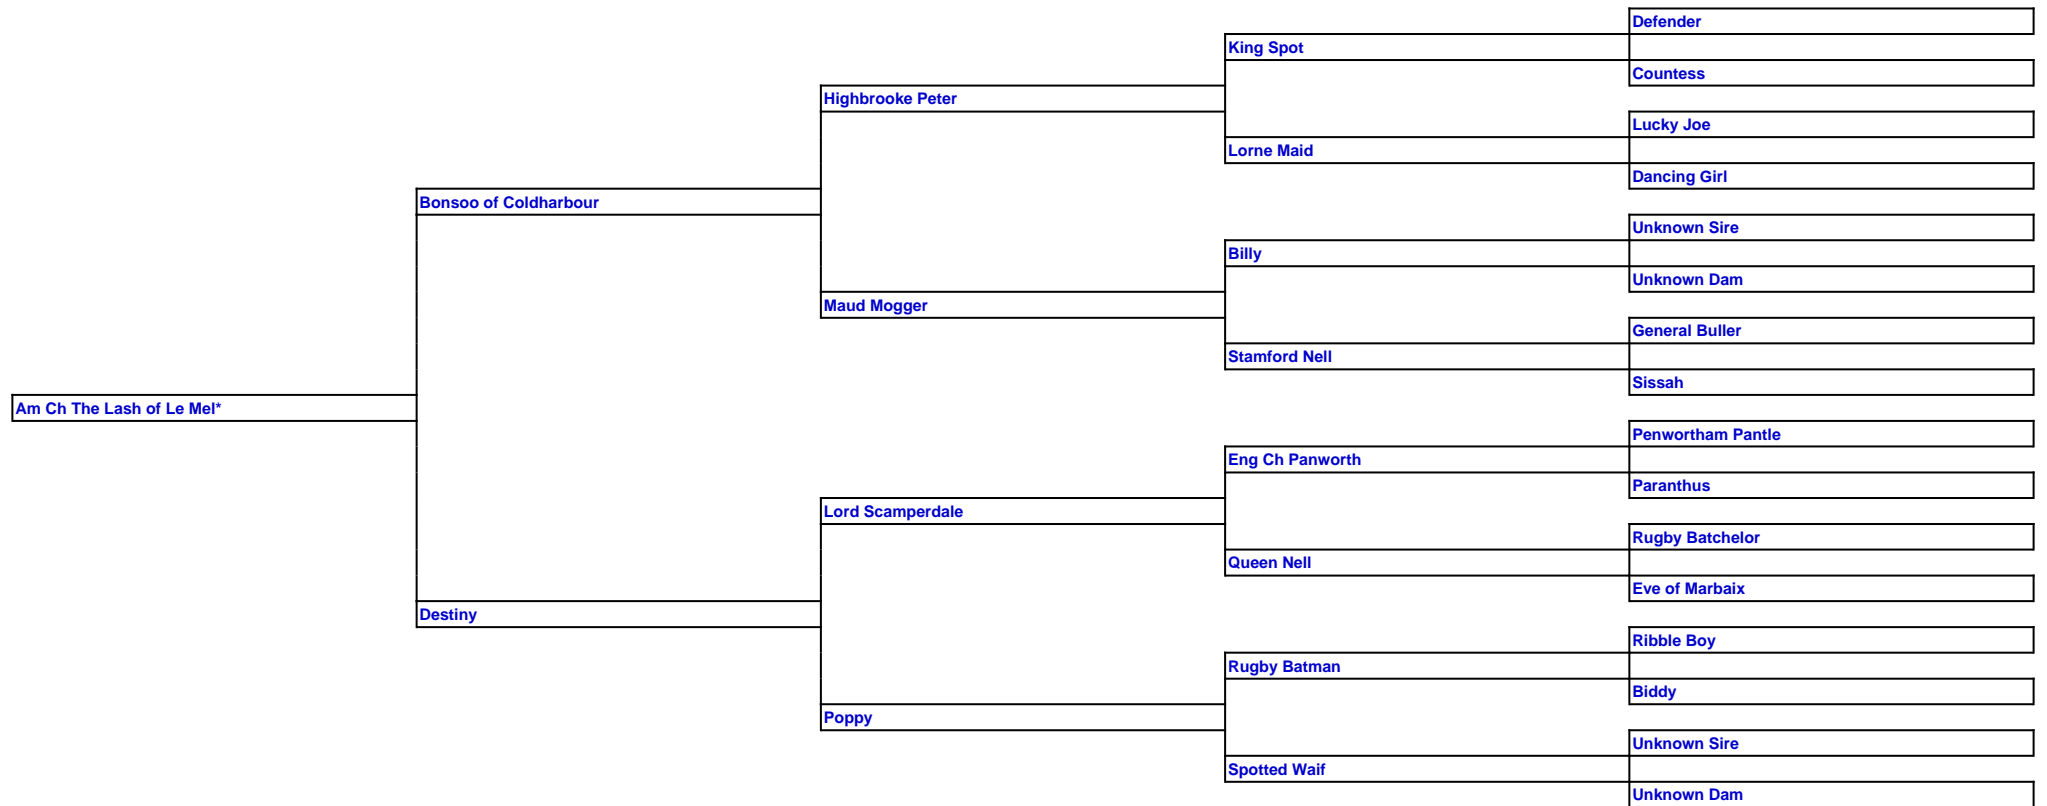 Defender
King Spot
Countess
Highbrooke Peter
Lucky Joe
Lorne Maid
Dancing Girl
Bonsoo of Coldharbour
Unknown Sire
Billy
Unknown Dam
Maud Mogger
General Buller
Stamford Nell
Sissah
Am Ch The Lash of Le Mel*
Penwortham Pantle
Eng Ch Panworth
Paranthus
Lord Scamperdale
Rugby Batchelor
Queen Nell
Eve of Marbaix
Destiny
Ribble Boy
Rugby Batman
Biddy
Poppy
Unknown Sire
Spotted Waif
Unknown Dam